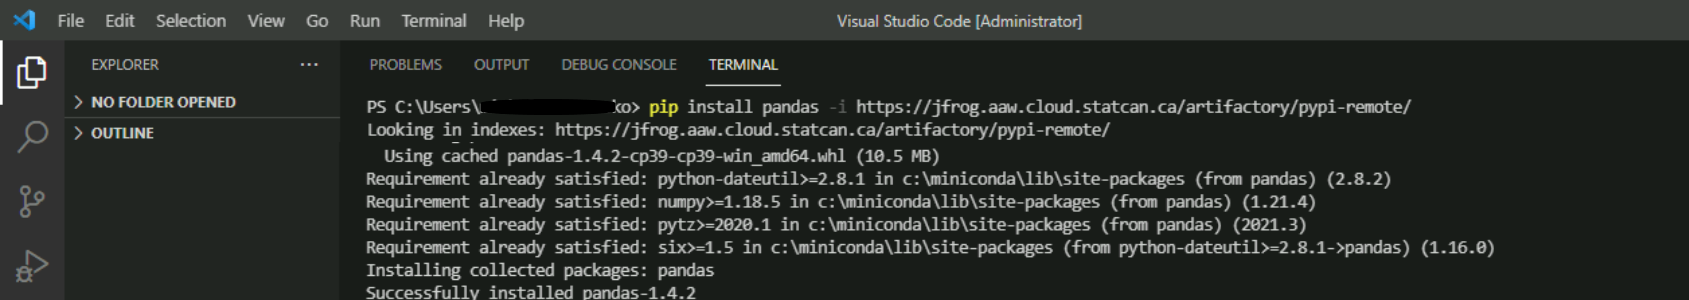 File Edit Selection View Go Run Terminal Help Visual Studio Code [Administrator]
EXPLORER ...
NO FOLDER OPENED
OUTLINE
PROBLEMS OUTPUT DEBUG CONSOLE TERMINAL
PS C:\Users\ ko> pip install pandas -i https://jfrog.aaw.cloud.statcan.ca/artifactory/pypi-remote/
Looking in indexes: https://jfrog.aaw.cloud.statcan.ca/artifactory/pypi-remote/
Using cached pandas-1.4.2-cp39-cp39-win_amd64.whl (10.5 MB)
Requirement already satisfied: python-dateutil>=2.8.1 in c:\miniconda\lib\site-packages (from pandas) (2.8.2)
Requirement already satisfied: numpy>=1.18.5 in c:\miniconda\lib\site-packages (from pandas) (1.21.4)
Requirement already satisfied: pytz>=2020.1 in c:\miniconda\lib\site-packages (from pandas) (2021.3)
Requirement already satisfied: six>=1.5 in c:\miniconda\lib\site-packages (from python-dateutil>=2.8.1->pandas) (1.16.0)
Installing collected packages: pandas
Successfully installed pandas-1.4.2